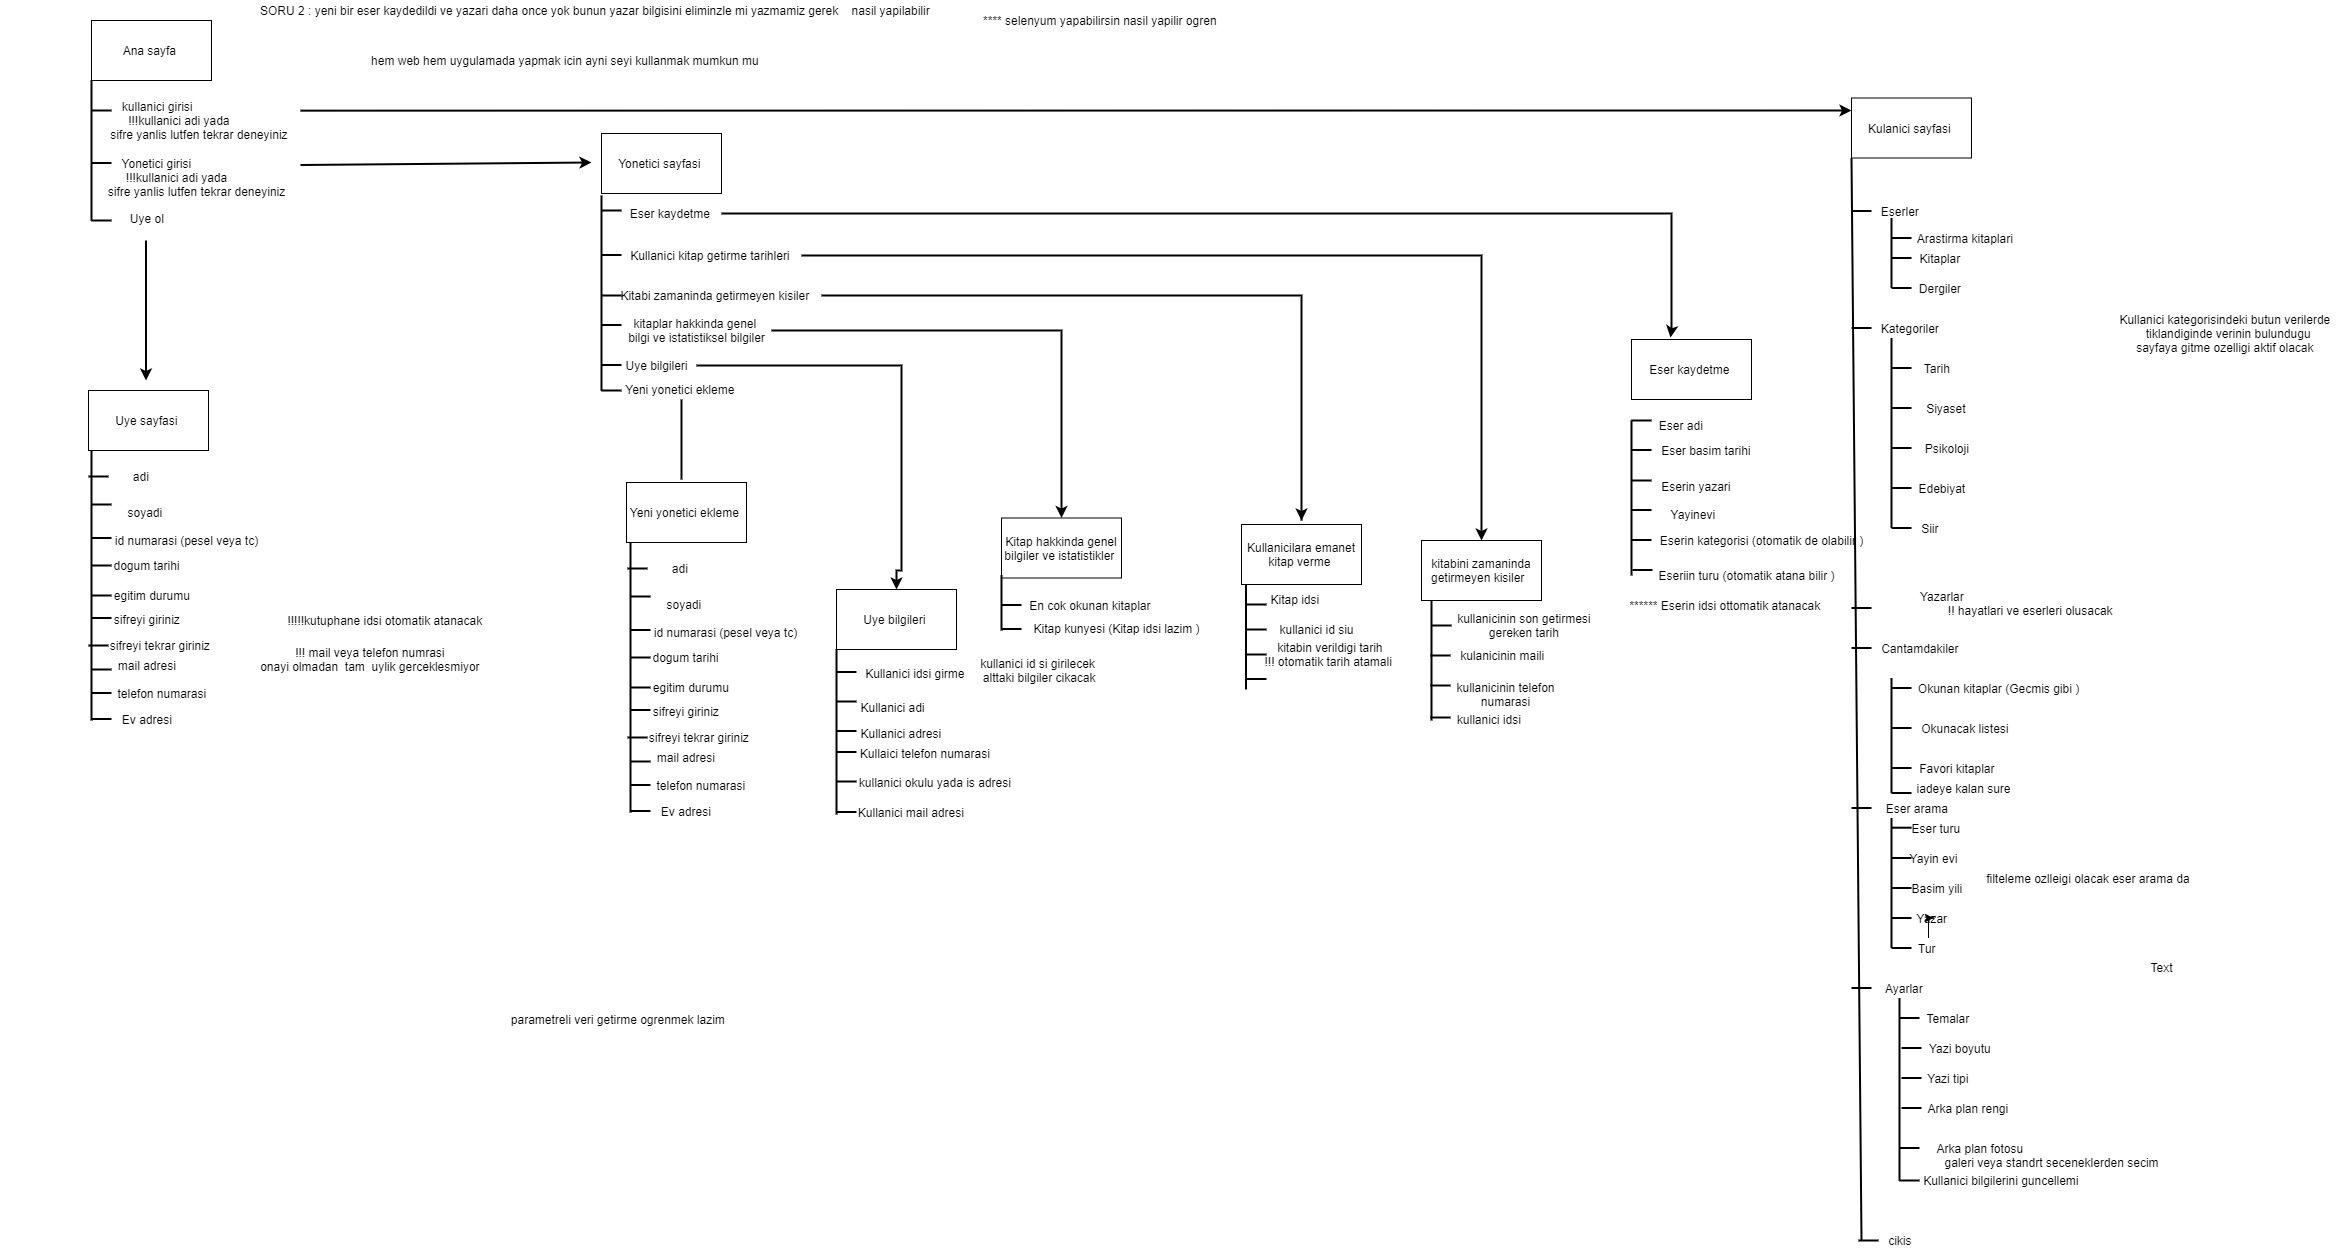 SORU 2 : yeni bir eser kaydedildi ve yazari daha once yok bunun yazar bilgisini eliminzle mi yazmamiz gerek nasil yapilabilir
**** selenyum yapabilirsin nasil yapilir ogren
hem web hem uygulamada yapmak icin ayni seyi kullanmak mumkun mu
Ana sayfa
kullanici girisi
!!!kullanici adi yada
sifre yanlis lutfen tekrar deneyiniz
Yonetici girisi
!!!kullanici adi yada
sifre yanlis lutfen tekrar deneyiniz
Uye ol
Uye sayfasi
adi
soyadi
id numarasi (pesel veya tc)
dogum tarihi
egitim durumu
sifreyi giriniz
sifreyi tekrar giriniz
mail adresi
telefon numarasi
Ev adresi
!!!!!kutuphane idsi otomatik atanacak
!!! mail veya telefon numrasi
onayi olmadan tam uylik gerceklesmiyor
Yonetici sayfasi
Eser kaydetme
Kullanici kitap getirme tarihleri
Kitabi zamaninda getirmeyen kisiler
kitaplar hakkinda genel
bilgi ve istatistiksel bilgiler
Uye bilgileri
Yeni yonetici ekleme
Yeni yonetici ekleme
adi
soyadi
id numarasi (pesel veya tc)
dogum tarihi
egitim durumu
sifreyi giriniz
sifreyi tekrar giriniz
mail adresi
telefon numarasi
Ev adresi
Uye bilgileri
Kullanici idsi girme
kullanici id si girilecek
alttaki bilgiler cikacak
Kullanici adi
Kullanici adresi
Kullaici telefon numarasi
kullanici okulu yada is adresi
Kullanici mail adresi
Kitap hakkinda genel
bilgiler ve istatistikler
En cok okunan kitaplar
Kitap kunyesi (Kitap idsi lazim )
Kullanicilara emanet
kitap verme
Kitap idsi
kullanici id siu
kitabin verildigi tarih
!!! otomatik tarih atamali
kitabini zamaninda
getirmeyen kisiler
kullanicinin son getirmesi
gereken tarih
kulanicinin maili
kullanicinin telefon
numarasi
kullanici idsi
Eser kaydetme
Eser adi
Eser basim tarihi
Eserin yazari
Yayinevi
Eserin kategorisi (otomatik de olabilir )
Eseriin turu (otomatik atana bilir )
****** Eserin idsi ottomatik atanacak
Kulanici sayfasi
Eserler
Arastirma kitaplari
Kitaplar
Dergiler
Kategoriler
Tarih
Siyaset
Psikoloji
Edebiyat
Siir
Kullanici kategorisindeki butun verilerde
tiklandiginde verinin bulundugu
sayfaya gitme ozelligi aktif olacak
Yazarlar
!! hayatlari ve eserleri olusacak
Cantamdakiler
Okunan kitaplar (Gecmis gibi )
Okunacak listesi
Favori kitaplar
iadeye kalan sure
Eser arama
Eser turu
Yayin evi
Basim yili
Yazar
Tur
filteleme ozlleigi olacak eser arama da
Text
Ayarlar
Temalar
Yazi boyutu
Yazi tipi
Arka plan rengi
Arka plan fotosu
galeri veya standrt seceneklerden secim
Kullanici bilgilerini guncellemi
cikis
parametreli veri getirme ogrenmek lazim